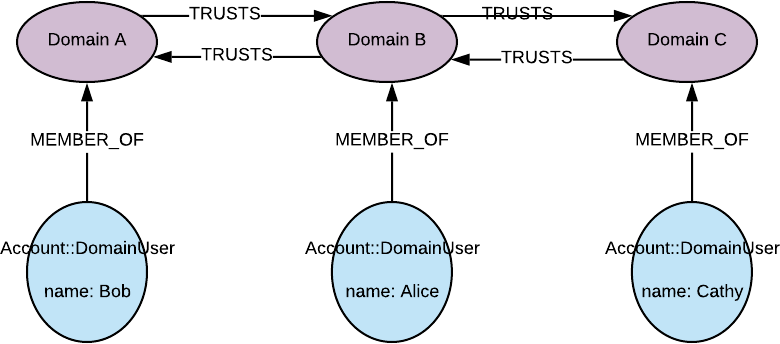 TRUSTS
TRUSTS
Domain A
Domain B
Domain C
TRUSTS
TRUSTS
MEMBER_OF
MEMBER_OF
MEMBER_OF
Account::DomainUser
Account::DomainUser
Account::DomainUser
name: Bob
name: Alice
name: Cathy